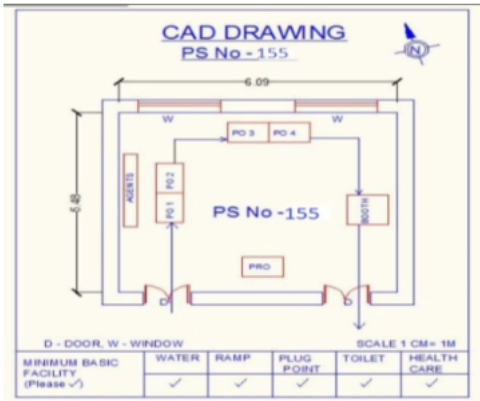 CAD DRAWING
PS No - 155
N
6.09
W W
PO 3 PO 4
AGENTS
PO 2
PO 1
BOOTH
PS No -155
PRO
D D
D - DOOR, W - WINDOW SCALE 1 CM= 1M
MINIMUM BASIC FACILITY (Please ✓) WATER RAMP PLUG POINT TOILET HEALTH CARE
✓ ✓ ✓ ✓ ✓